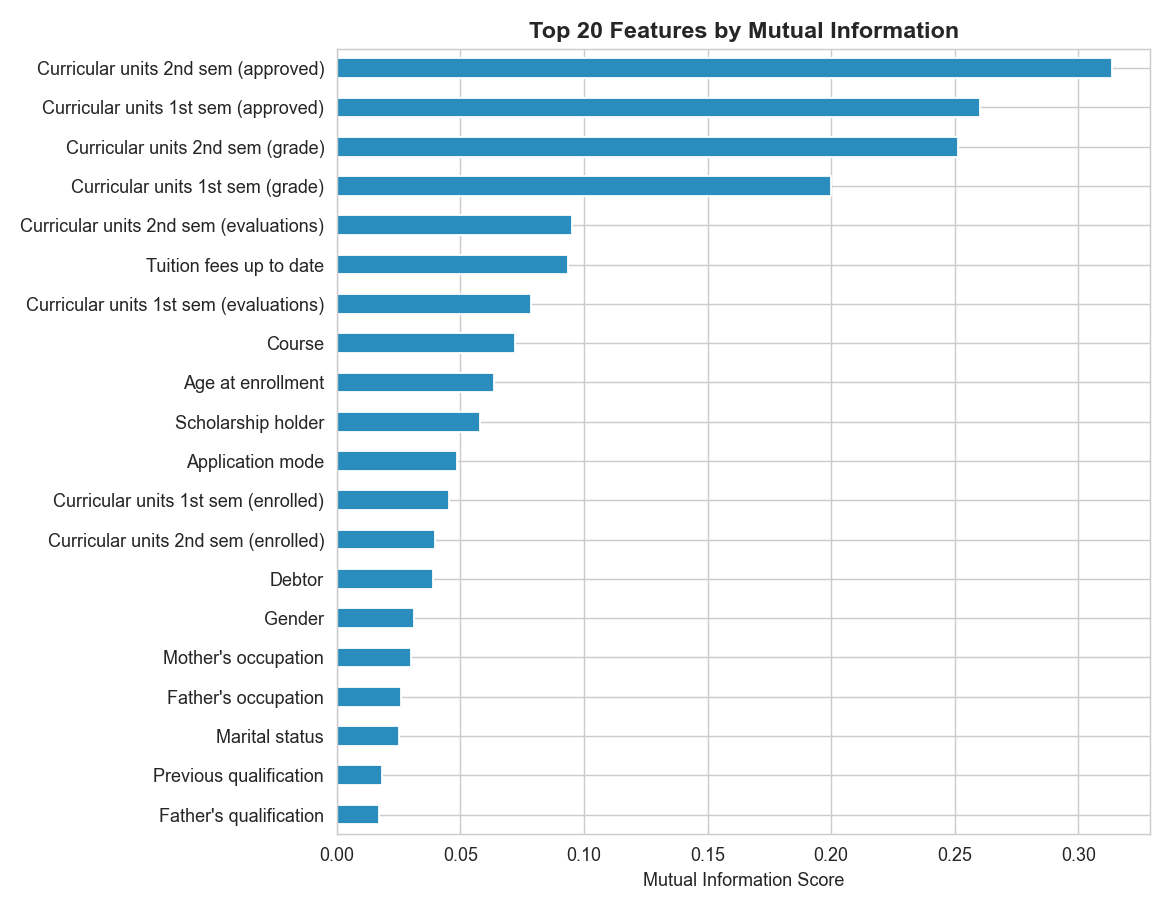 Top 20 Features by Mutual Information
Curricular units 2nd sem (approved)
Curricular units 1st sem (approved)
Curricular units 2nd sem (grade)
Curricular units 1st sem (grade)
Curricular units 2nd sem (evaluations)
Tuition fees up to date
Curricular units 1st sem (evaluations)
Course
Age at enrollment
Scholarship holder
Application mode
Curricular units 1st sem (enrolled)
Curricular units 2nd sem (enrolled)
Debtor
Gender
Mother's occupation
Father's occupation
Marital status
Previous qualification
Father's qualification
0.00 0.05 0.10 0.15 0.20 0.25 0.30
Mutual Information Score